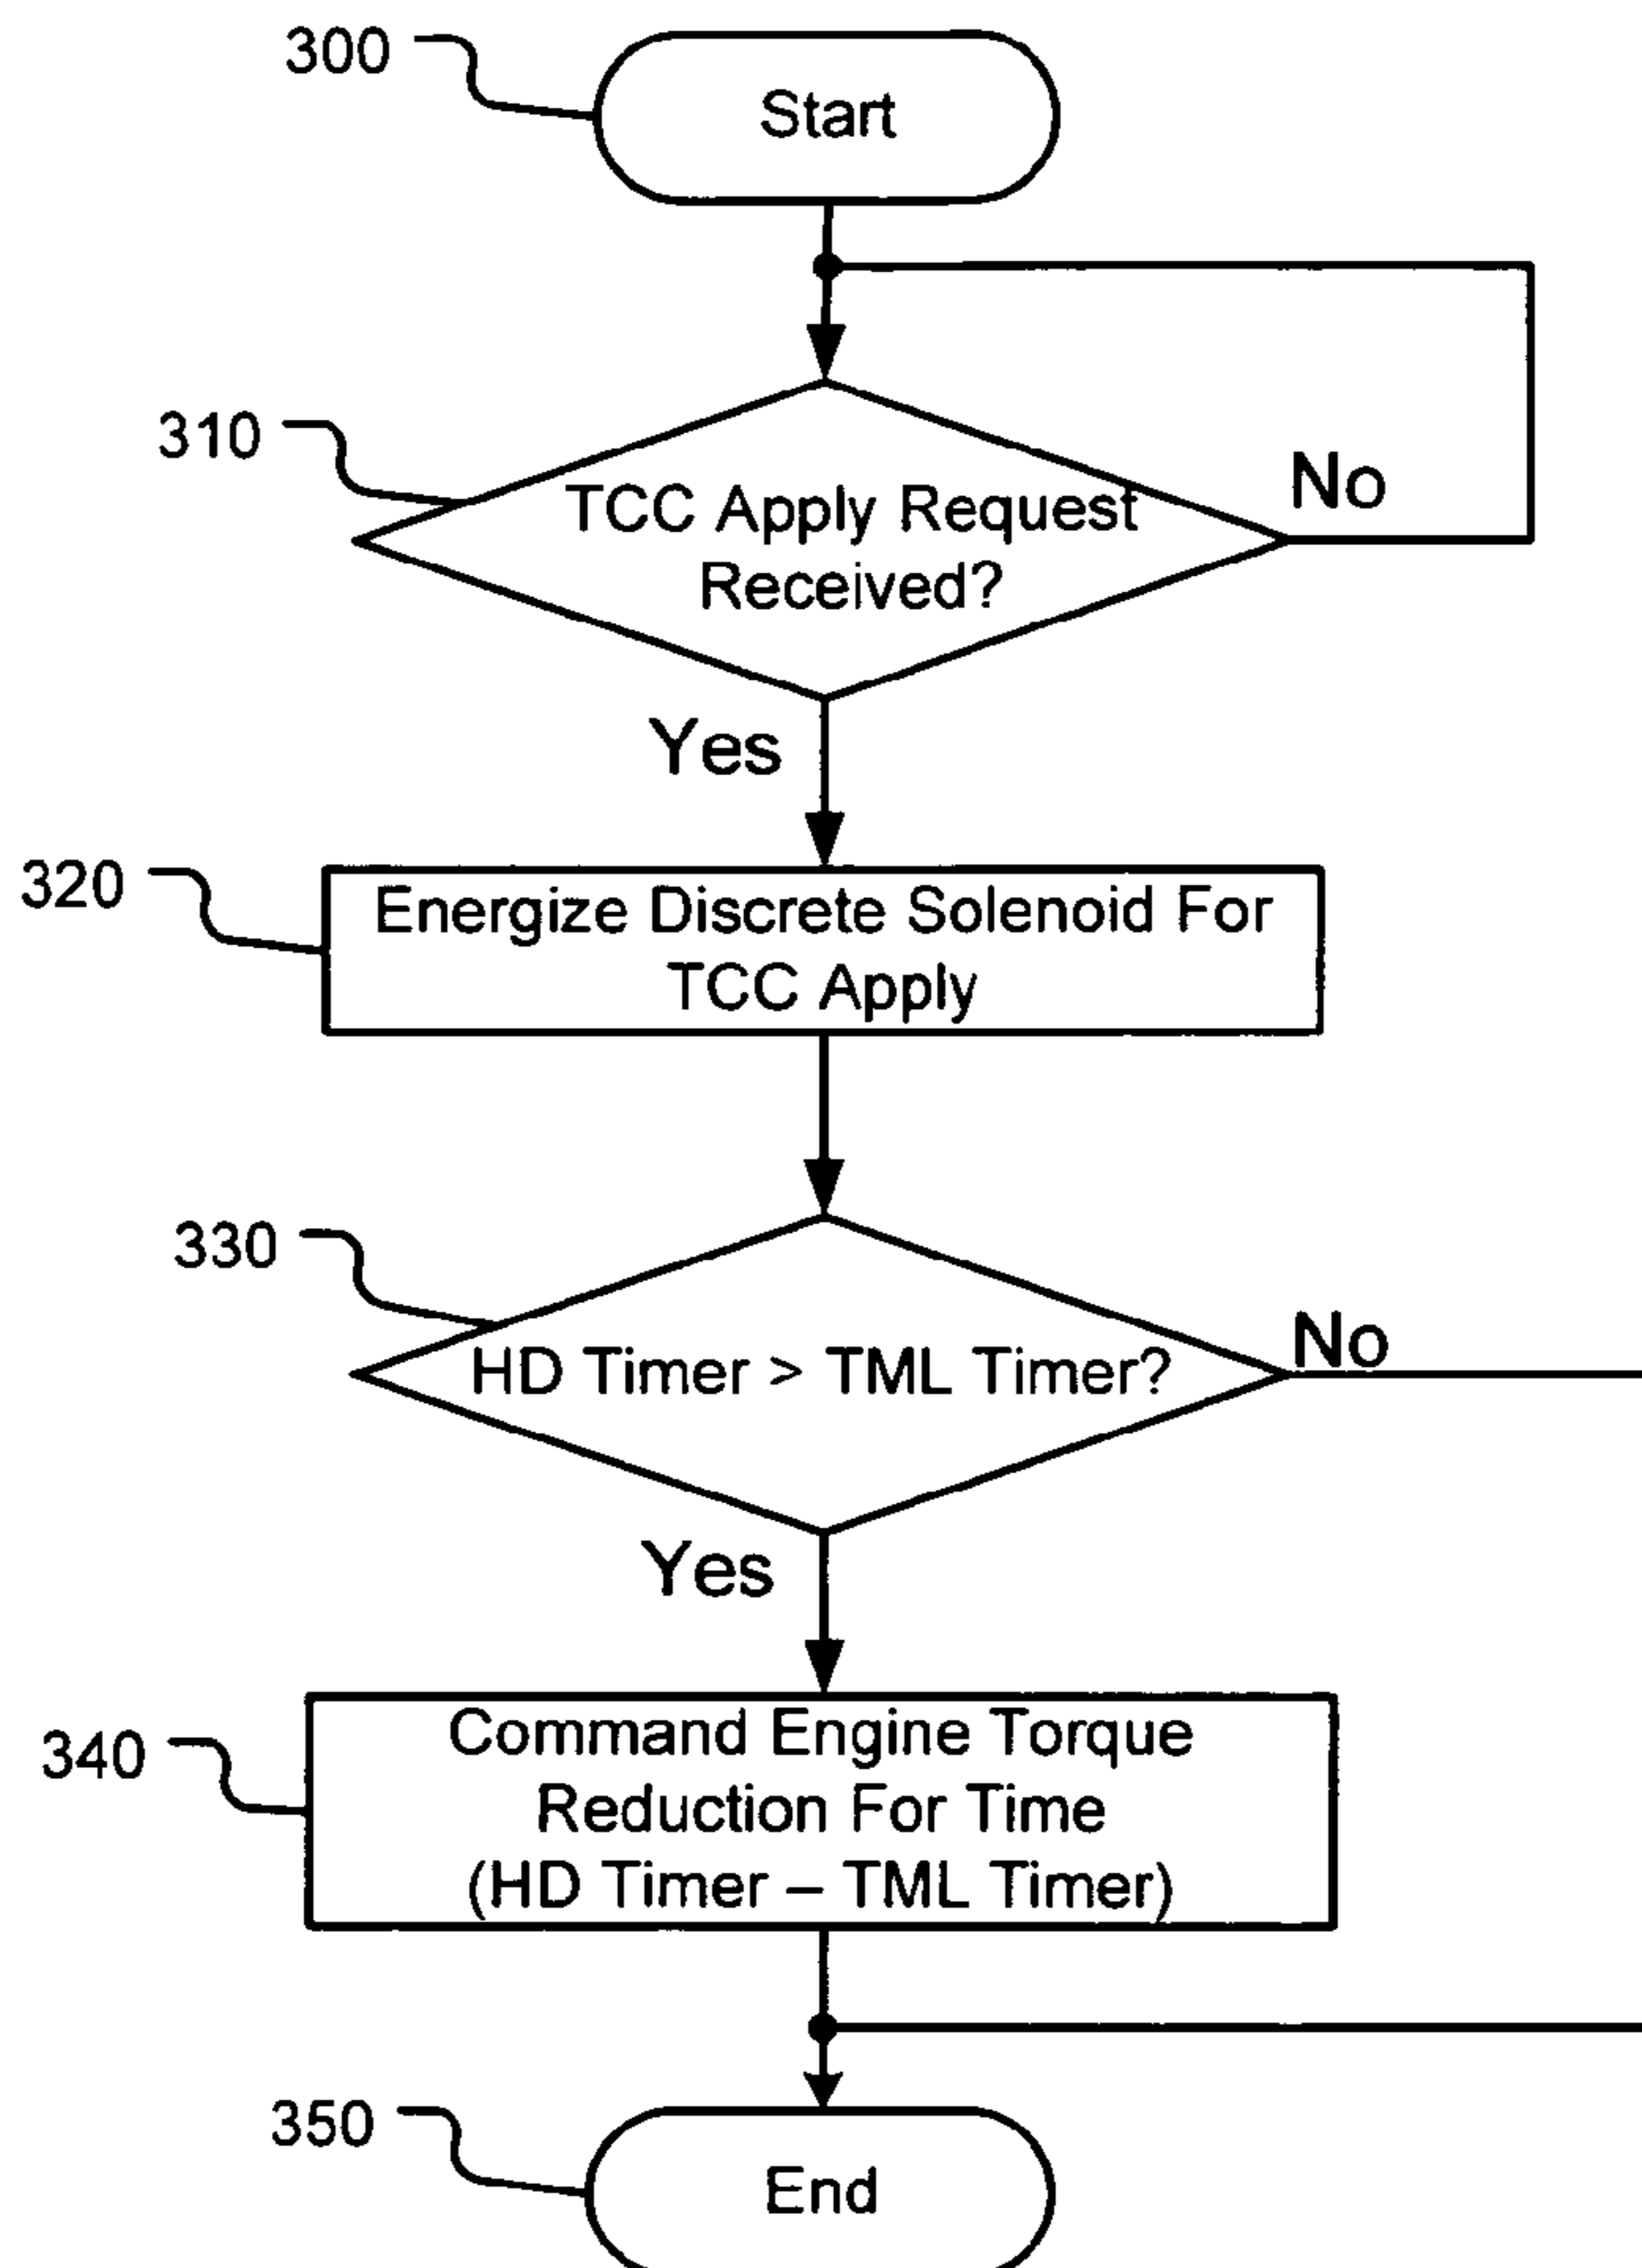 300
Start
310
TCC Apply Request
Received?
No
Yes
320
Energize Discrete Solenoid For
TCC Apply
330
HD Timer > TML Timer?
No
Yes
340
Command Engine Torque
Reduction For Time
(HD Timer – TML Timer)
350
End